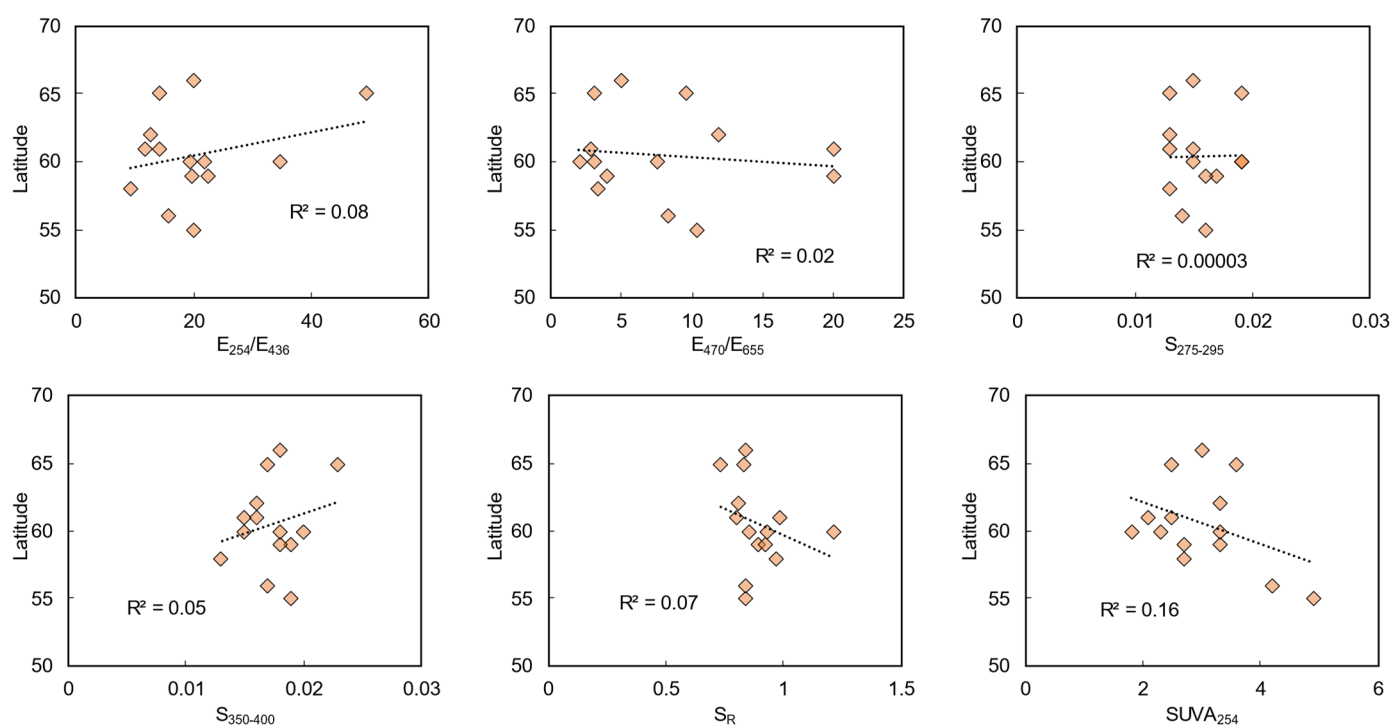 70
65
60
55
50
Latitude
R² = 0.08
0 20 40 60
E254/E436
70
65
60
55
50
Latitude
R² = 0.02
0 5 10 15 20 25
E470/E655
70
65
60
55
50
Latitude
R² = 0.00003
0 0.01 0.02 0.03
S275-295
70
65
60
55
50
Latitude
R² = 0.05
0 0.01 0.02 0.03
S350-400
70
65
60
55
50
Latitude
R² = 0.07
0 0.5 1 1.5
SR
70
65
60
55
50
Latitude
R² = 0.16
0 2 4 6
SUVA254